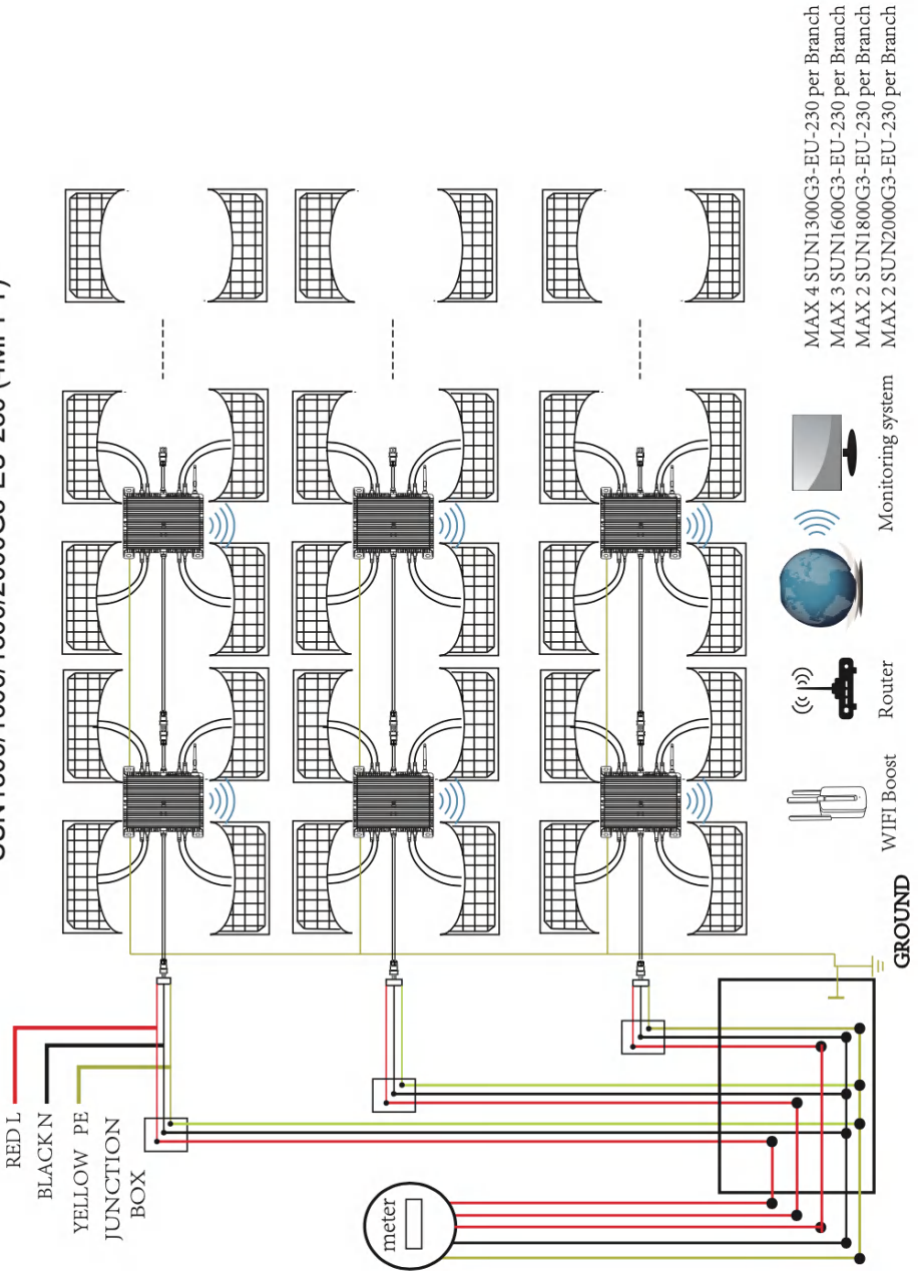 RED L
BLACK N
YELLOW PE
JUNCTION
BOX
meter
GROUND
WIFI Boost
Router
Monitoring system
MAX 4 SUN1300G3-EU-230 per Branch
MAX 3 SUN1600G3-EU-230 per Branch
MAX 2 SUN1800G3-EU-230 per Branch
MAX 2 SUN2000G3-EU-230 per Branch